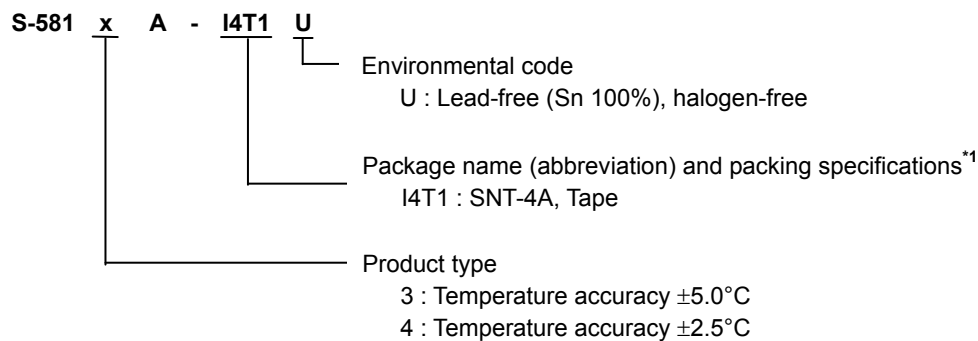 S-581 x A - I4T1 U
Environmental code
U : Lead-free (Sn 100%), halogen-free
Package name (abbreviation) and packing specifications*1
I4T1 : SNT-4A, Tape
Product type
3 : Temperature accuracy ±5.0°C
4 : Temperature accuracy ±2.5°C